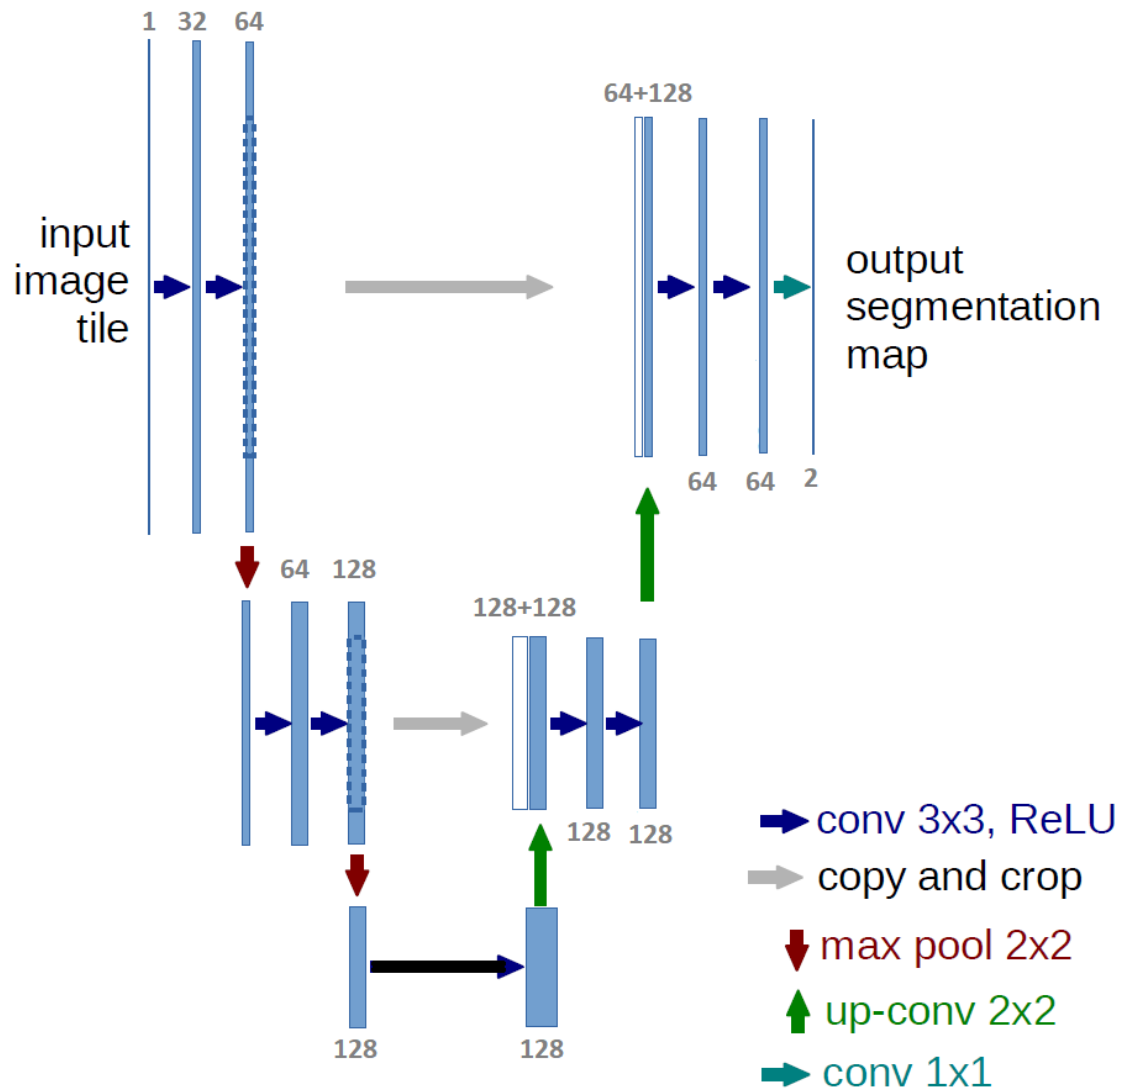 1 32 64
64+128
input
image
tile
output
segmentation
map
64 64 2
64 128
128+128
128 128
128 128
conv 3x3, ReLU
copy and crop
max pool 2x2
up-conv 2x2
conv 1x1